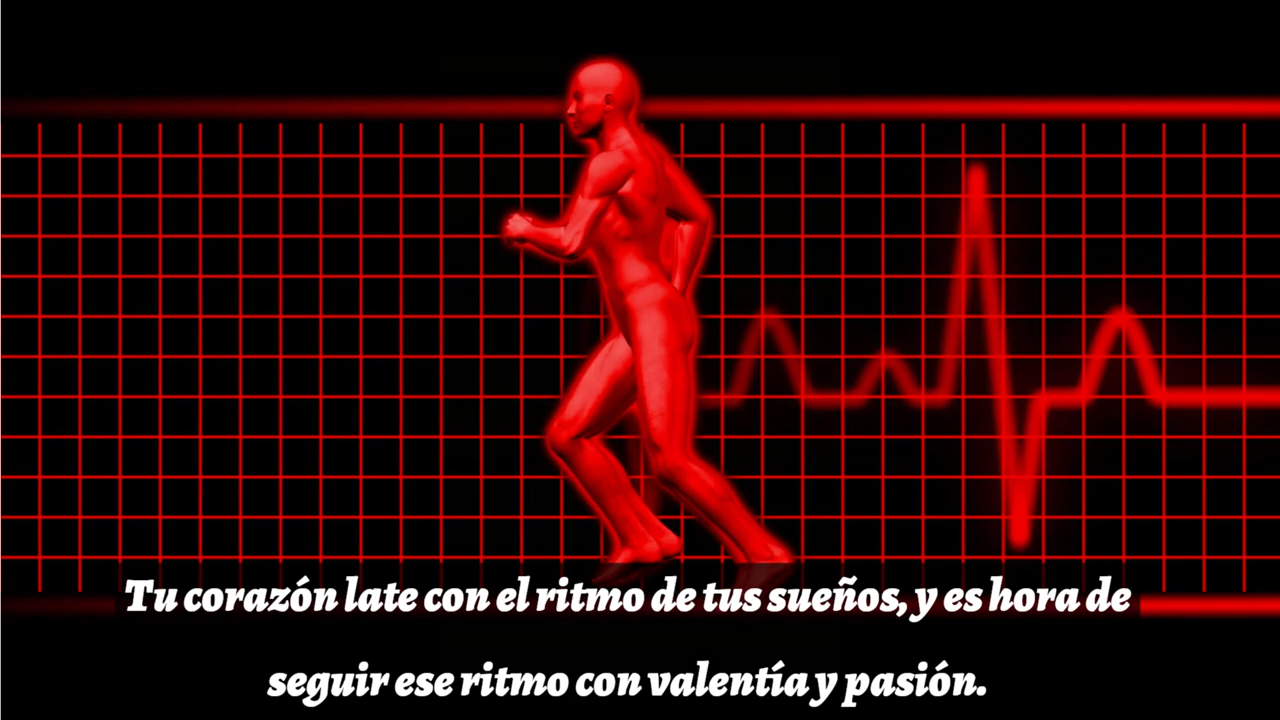 Tu corazón late con el ritmo de tus sueños, y es hora de
seguir ese ritmo con valentía y pasión.